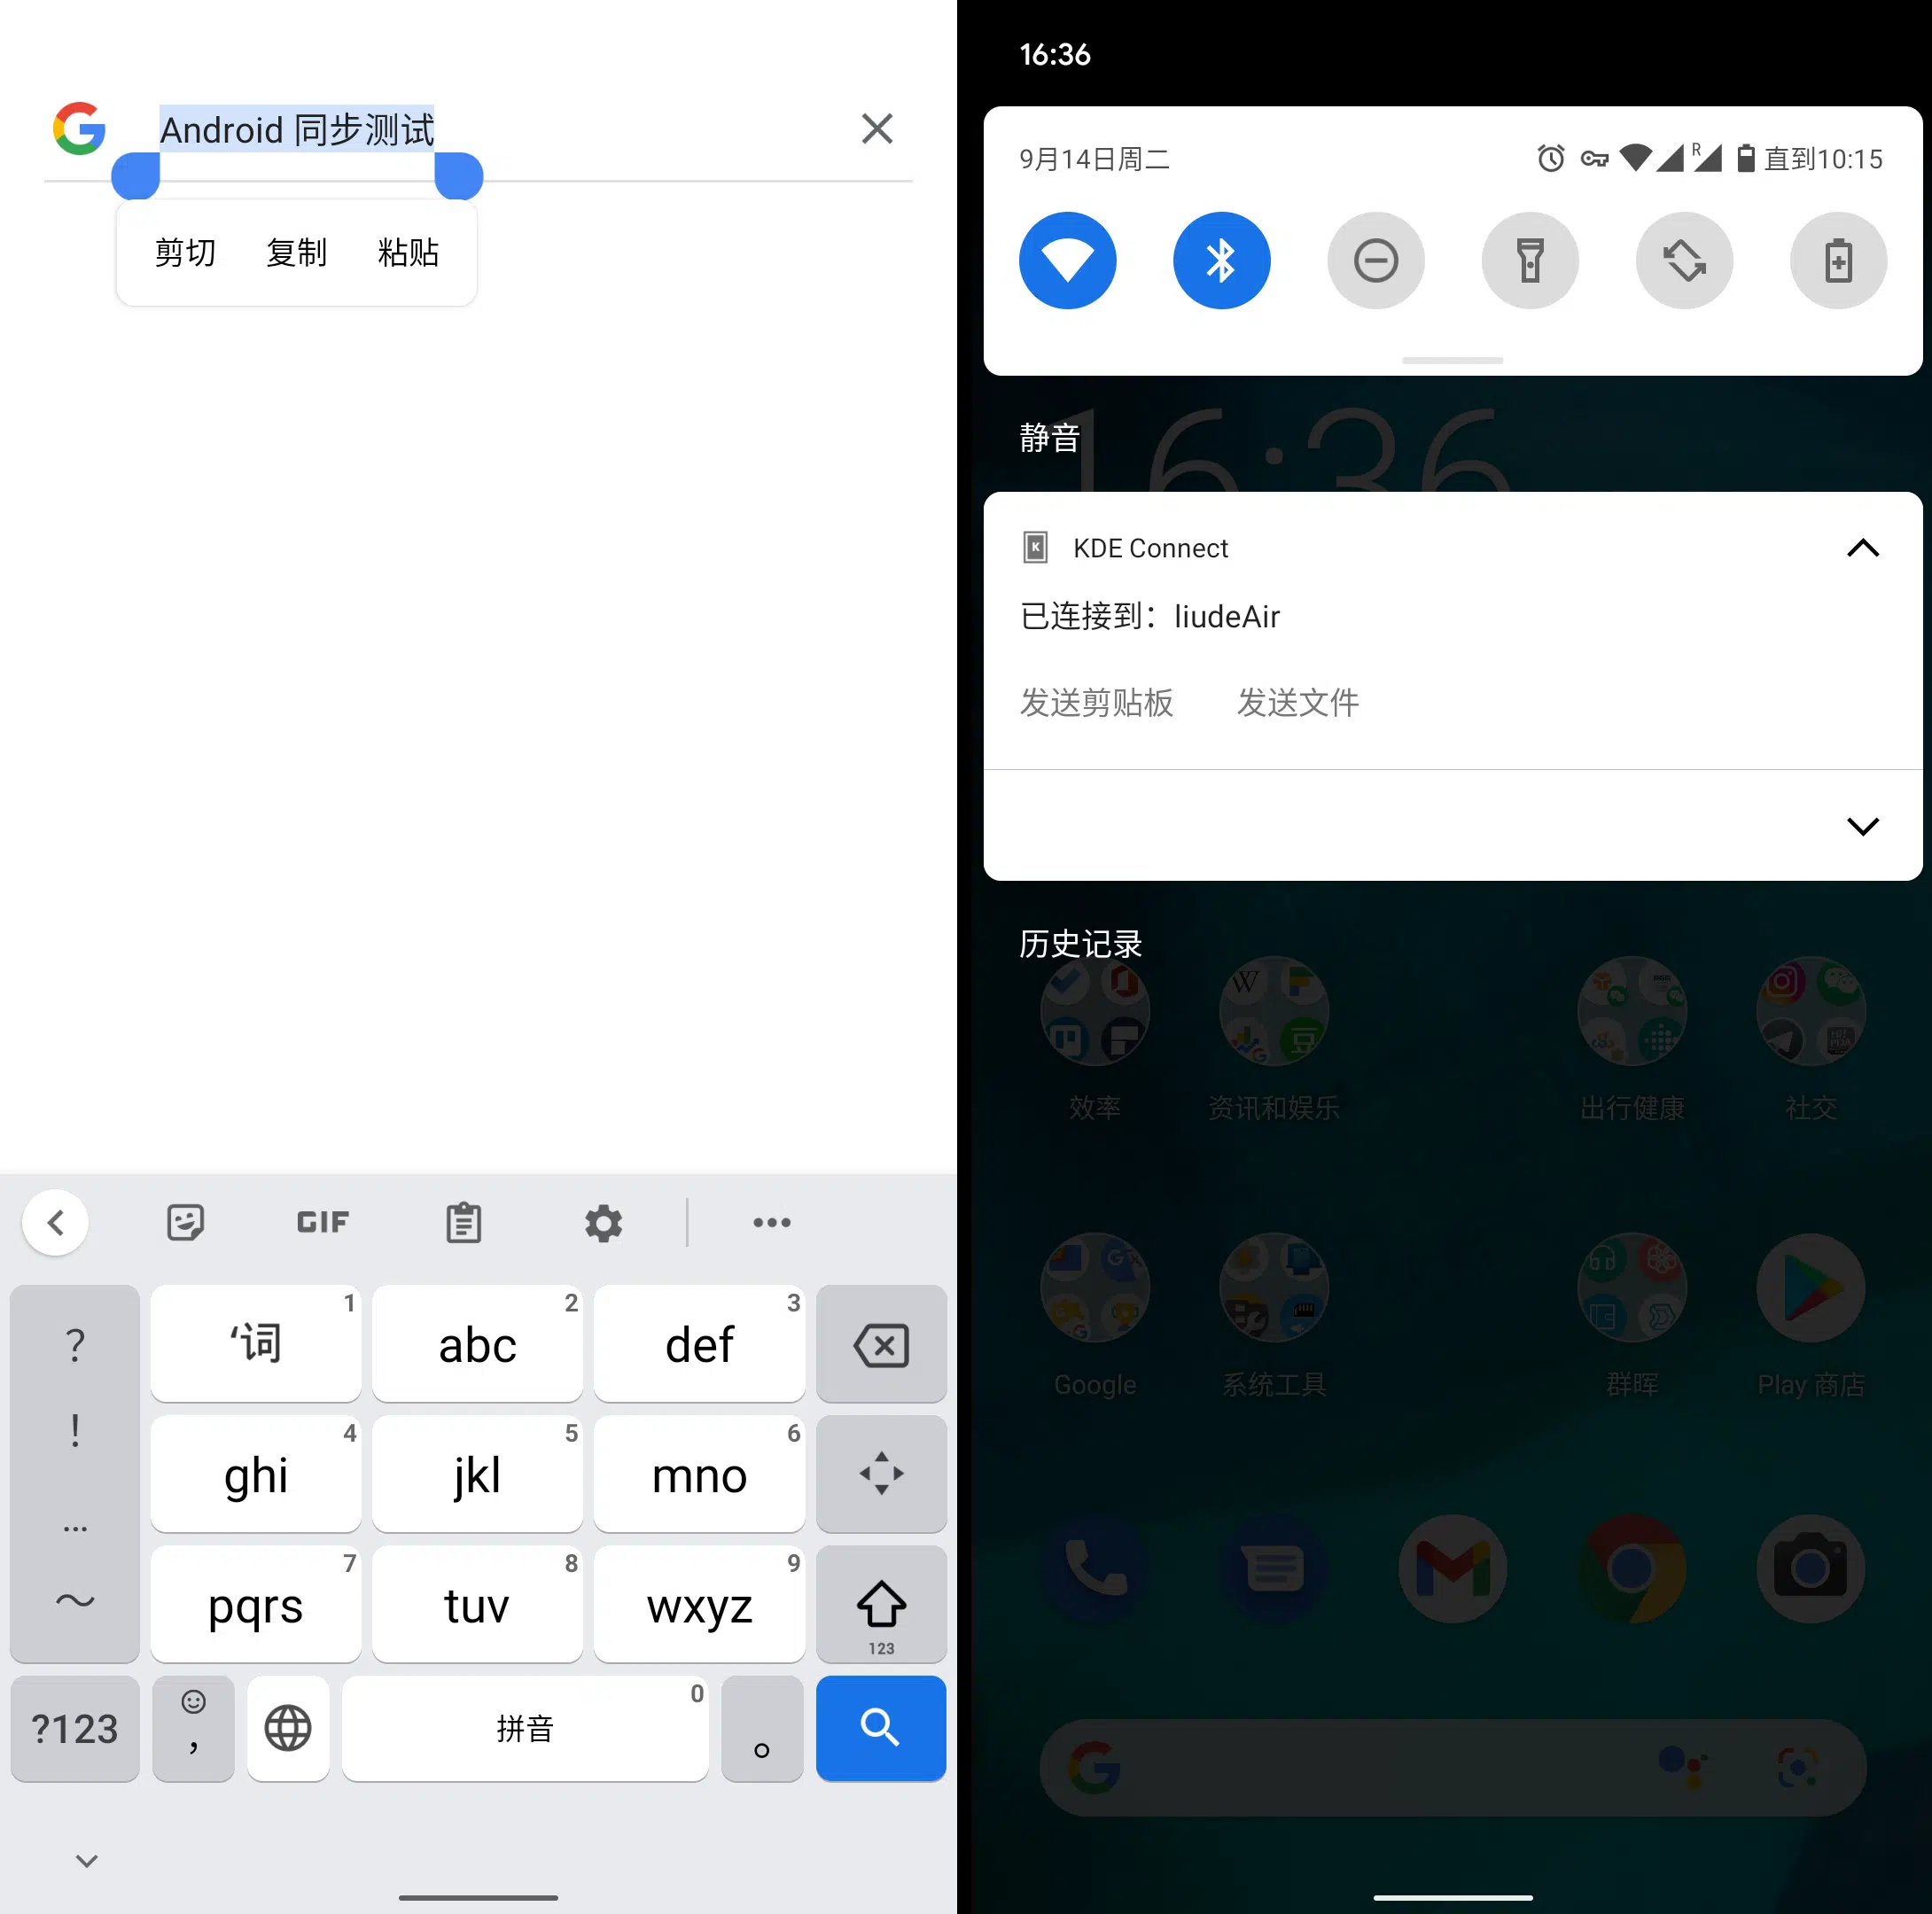 Android 同步测试
剪切 复制 粘贴
GIF
? ‘词 1 abc 2 def 3
! ghi 4 jkl 5 mno 6
... pqrs 7 tuv 8 wxyz 9
～ 123
?123 , 拼音 0 。
16:36
9月14日周二 R 直到10:15
16:36
静音
K KDE Connect
已连接到：liudeAir
发送剪贴板 发送文件
历史记录
效率 资讯和娱乐 出行健康 社交
Google 系统工具 群晖 Play 商店